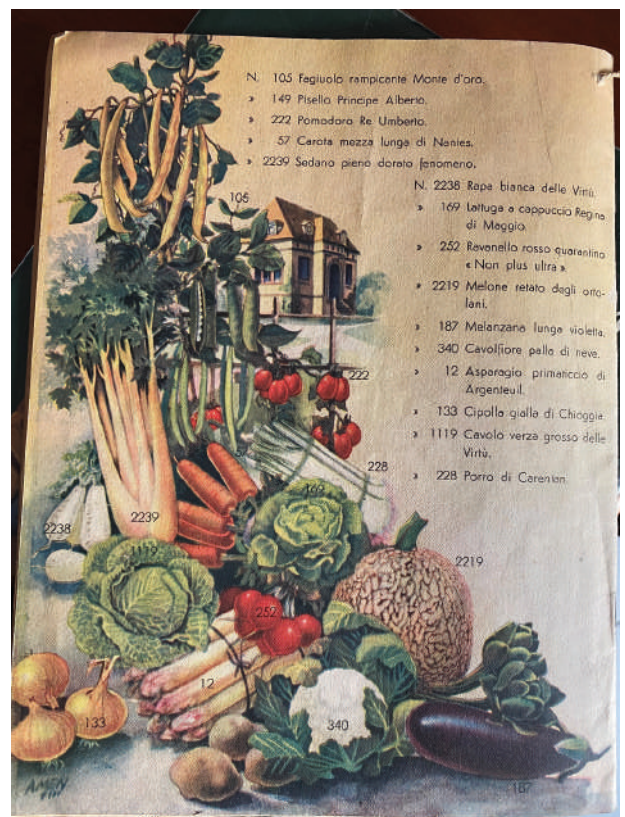 N. 105 Fagiuolo rampicante Monte d'oro.
» 149 Pisello Principe Alberto.
» 222 Pomodoro Re Umberto.
» 57 Carota mezza lunga di Nantes.
» 2239 Sedano pieno dorato fenomeno.
N. 2238 Rapa bianca delle Virtù.
» 169 Lattuga a cappuccio Regina
di Maggio.
» 252 Ravanello rosso quarantino
« Non plus ultra »
» 2219 Melone retato degli orto-
lani.
» 187 Melanzana lunga violetta.
» 340 Cavolfiore palla di neve.
» 12 Asparagio primaticcio di
Argenteuil.
» 133 Cipolla gialla di Chioggia
» 1119 Cavolo verza grosso delle
Virtù.
» 228 Porro di Carentan.
105
222
228
169
2238
2239
1119
2219
252
12
133
340
187